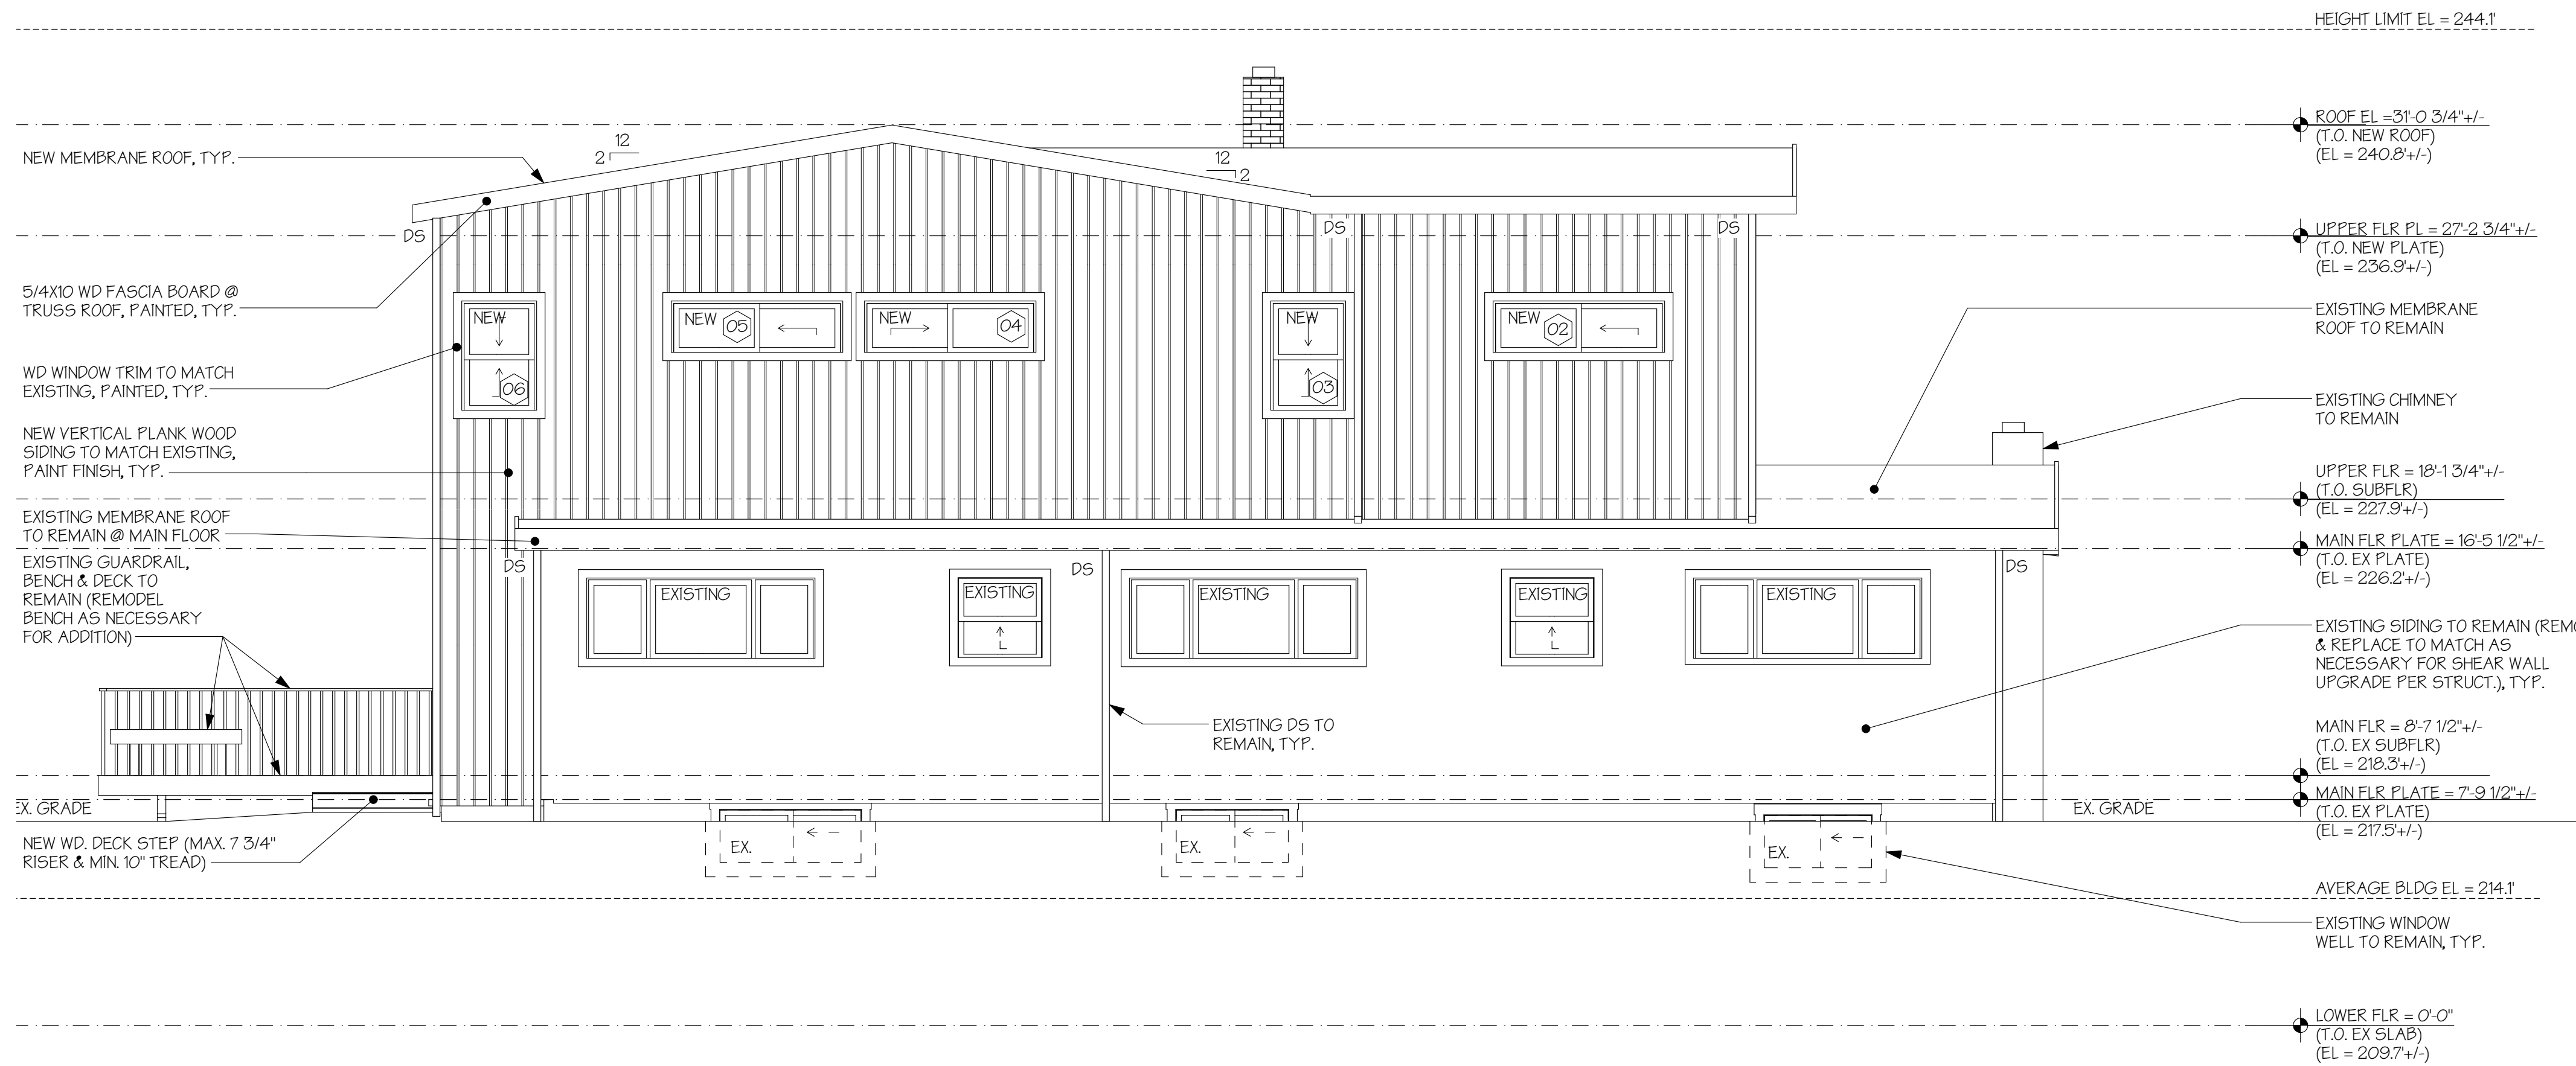 HEIGHT LIMIT EL = 244.1'
ROOF EL =31'-0 3/4"+/-
(T.O. NEW ROOF)
(EL = 240.8'+/-)
12
2
12
2
NEW MEMBRANE ROOF, TYP.
DS
DS
DS
UPPER FLR PL = 27'-2 3/4"+/-
(T.O. NEW PLATE)
(EL = 236.9'+/-)
5/4X10 WD FASCIA BOARD @
TRUSS ROOF, PAINTED, TYP.
NEW
06
NEW
05
NEW
04
NEW
03
NEW
02
EXISTING MEMBRANE
ROOF TO REMAIN
WD WINDOW TRIM TO MATCH
EXISTING, PAINTED, TYP.
EXISTING CHIMNEY
TO REMAIN
NEW VERTICAL PLANK WOOD
SIDING TO MATCH EXISTING,
PAINT FINISH, TYP.
UPPER FLR = 18'-1 3/4"+/-
(T.O. SUBFLR)
(EL = 227.9'+/-)
EXISTING MEMBRANE ROOF
TO REMAIN @ MAIN FLOOR
MAIN FLR PLATE = 16'-5 1/2"+/-
(T.O. EX PLATE)
(EL = 226.2'+/-)
EXISTING GUARDRAIL,
BENCH & DECK TO
REMAIN (REMODEL
BENCH AS NECESSARY
FOR ADDITION)
DS
DS
DS
EXISTING
EXISTING
EXISTING
EXISTING
EXISTING
EXISTING SIDING TO REMAIN (REMO
& REPLACE TO MATCH AS
NECESSARY FOR SHEAR WALL
UPGRADE PER STRUCT.), TYP.
EXISTING DS TO
REMAIN, TYP.
MAIN FLR = 8'-7 1/2"+/-
(T.O. EX SUBFLR)
(EL = 218.3'+/-)
MAIN FLR PLATE = 7'-9 1/2"+/-
(T.O. EX PLATE)
(EL = 217.5'+/-)
EX. GRADE
EX. GRADE
NEW WD. DECK STEP (MAX. 7 3/4"
RISER & MIN. 10" TREAD)
EX.
EX.
EX.
AVERAGE BLDG EL = 214.1'
EXISTING WINDOW
WELL TO REMAIN, TYP.
LOWER FLR = 0'-0"
(T.O. EX SLAB)
(EL = 209.7'+/-)